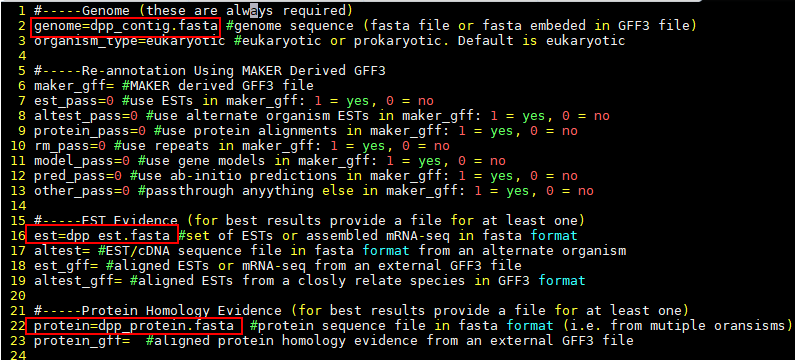 1 #-----Genome (these are always required)
2 genome=dpp_contig.fasta #genome sequence (fasta file or fasta embeded in GFF3 file)
3 organism_type=eukaryotic #eukaryotic or prokaryotic. Default is eukaryotic
4
5 #-----Re-annotation Using MAKER Derived GFF3
6 maker_gff= #MAKER derived GFF3 file
7 est_pass=0 #use ESTs in maker_gff: 1 = yes, 0 = no
8 altest_pass=0 #use alternate organism ESTs in maker_gff: 1 = yes, 0 = no
9 protein_pass=0 #use protein alignments in maker_gff: 1 = yes, 0 = no
10 rm_pass=0 #use repeats in maker_gff: 1 = yes, 0 = no
11 model_pass=0 #use gene models in maker_gff: 1 = yes, 0 = no
12 pred_pass=0 #use ab-initio predictions in maker_gff: 1 = yes, 0 = no
13 other_pass=0 #passthrough anyything else in maker_gff: 1 = yes, 0 = no
14
15 #-----EST Evidence (for best results provide a file for at least one)
16 est=dpp_est.fasta #set of ESTs or assembled mRNA-seq in fasta format
17 altest= #EST/cDNA sequence file in fasta format from an alternate organism
18 est_gff= #aligned ESTs or mRNA-seq from an external GFF3 file
19 altest_gff= #aligned ESTs from a closly relate species in GFF3 format
20
21 #-----Protein Homology Evidence (for best results provide a file for at least one)
22 protein=dpp_protein.fasta #protein sequence file in fasta format (i.e. from mutiple oransisms)
23 protein_gff= #aligned protein homology evidence from an external GFF3 file
24